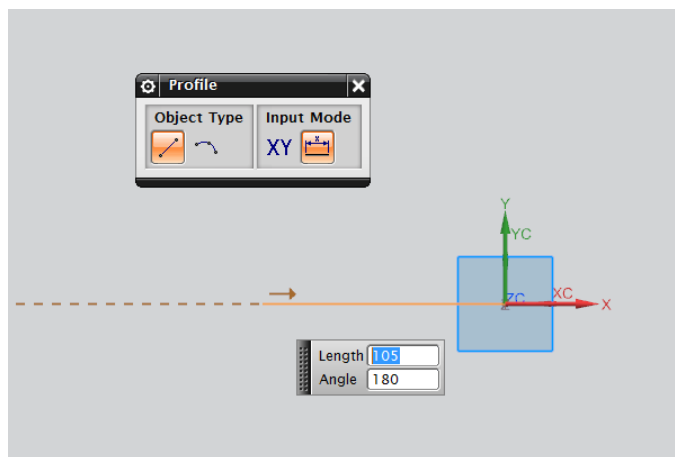 Profile
Object Type
Input Mode
XY
x
Y
YC
ZC
XC
X
Length 105
Angle 180